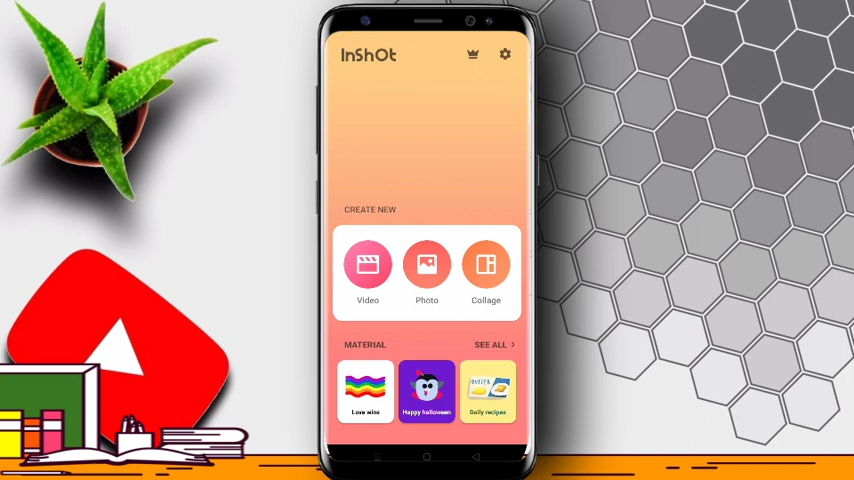 InShOt
CREATE NEW
Video
Photo
Collage
MATERIAL
SEE ALL >
Love wins
Happy halloween
Daily recipes